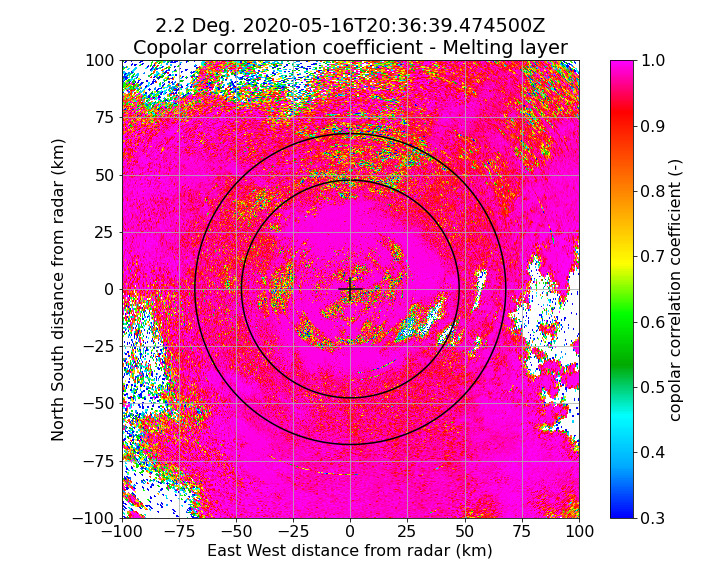 2.2 Deg. 2020-05-16T20:36:39.474500Z
Copolar correlation coefficient - Melting layer
100
75
50
25
0
−25
−50
−75
−100
North South distance from radar (km)
−100 −75 −50 −25 0 25 50 75 100
East West distance from radar (km)
1.0
0.9
0.8
0.7
0.6
0.5
0.4
0.3
copolar correlation coefficient (-)